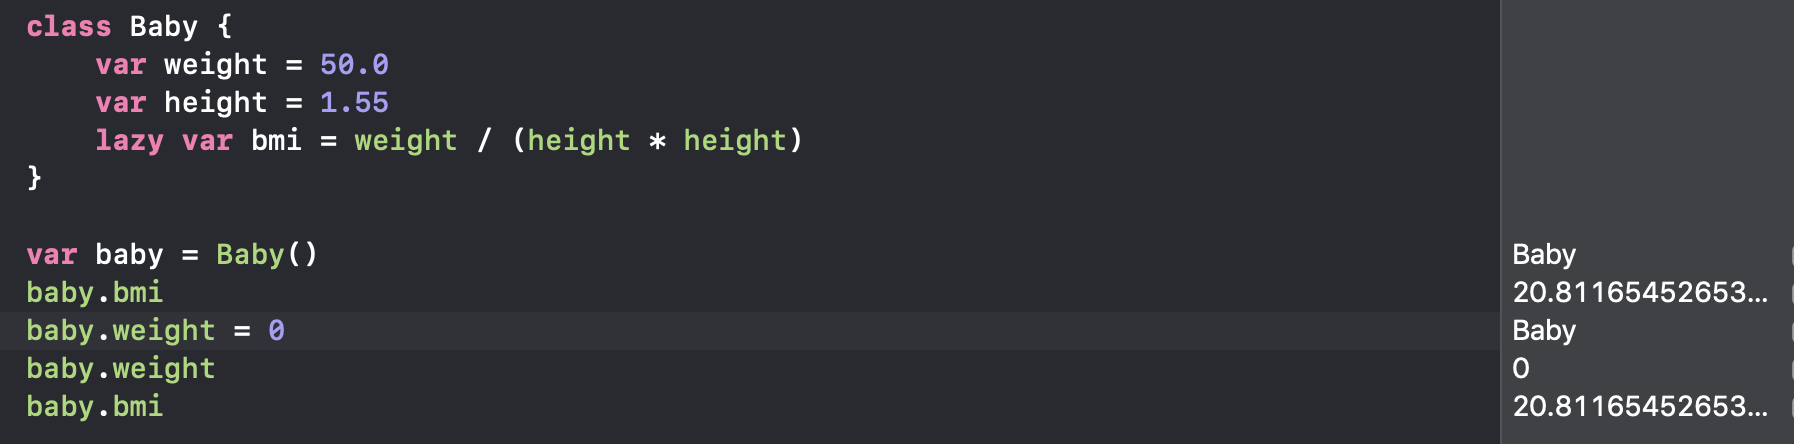 class Baby {
    var weight = 50.0
    var height = 1.55
    lazy var bmi = weight / (height * height)
}
var baby = Baby()
Baby
baby.bmi
20.81165452653...
baby.weight = 0
Baby
baby.weight
0
baby.bmi
20.81165452653...